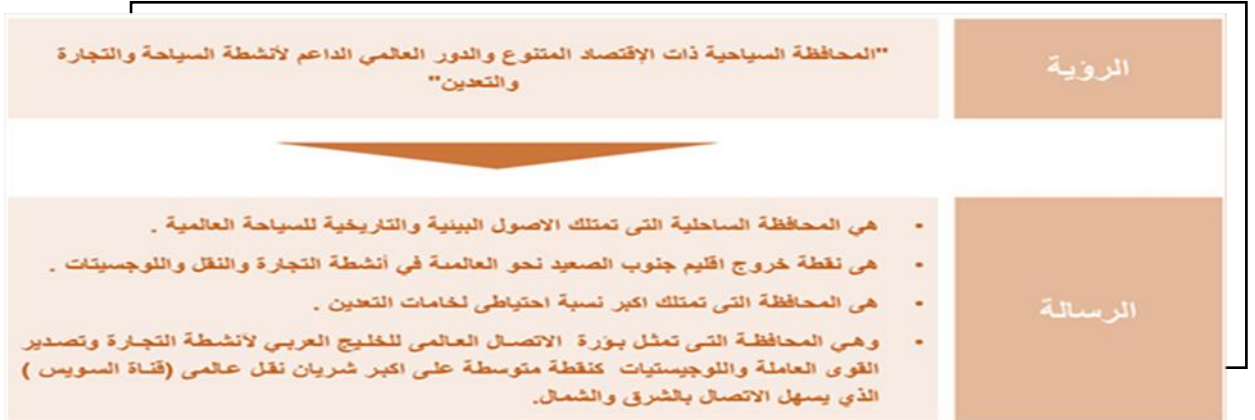 الرؤية
"المحافظة السياحية ذات الإقتصاد المتنوع والدور العالمي الداعم لأنشطة السياحة والتجارة
والتعدين"
الرسالة
• هي المحافظة الساحلية التى تمتلك الاصول البيئية والتاريخية للسياحة العالمية .
• هى نقطة خروج اقليم جنوب الصعيد نحو العالمية في أنشطة التجارة والنقل واللوجسيتات .
• هى المحافظة التى تمتلك اكبر نسبة احتياطى لخامات التعدين .
• وهي المحافظة التى تمثل بؤرة الاتصال العالمى للخليج العربي لأنشطة التجارة وتصدير
القوى العاملة واللوجيستيات كنقطة متوسطة على اكبر شريان نقل عالمى (قناة السويس )
الذي يسهل الاتصال بالشرق والشمال.